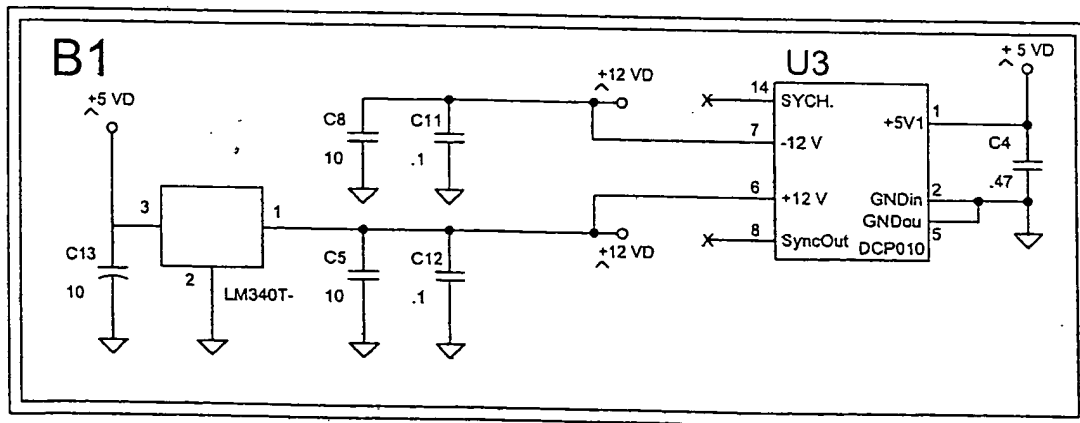 B1
+5 VD
^
3
1
2
LM340T-
C13
10
C8
10
C11
.1
+12 VD
^
C5
10
C12
.1
+12 VD
^
U3
14
SYCH.
7
-12 V
6
+12 V
8
SyncOut
+5V1
1
GNDin
2
GNDou
5
DCP010
+ 5 VD
^
C4
.47